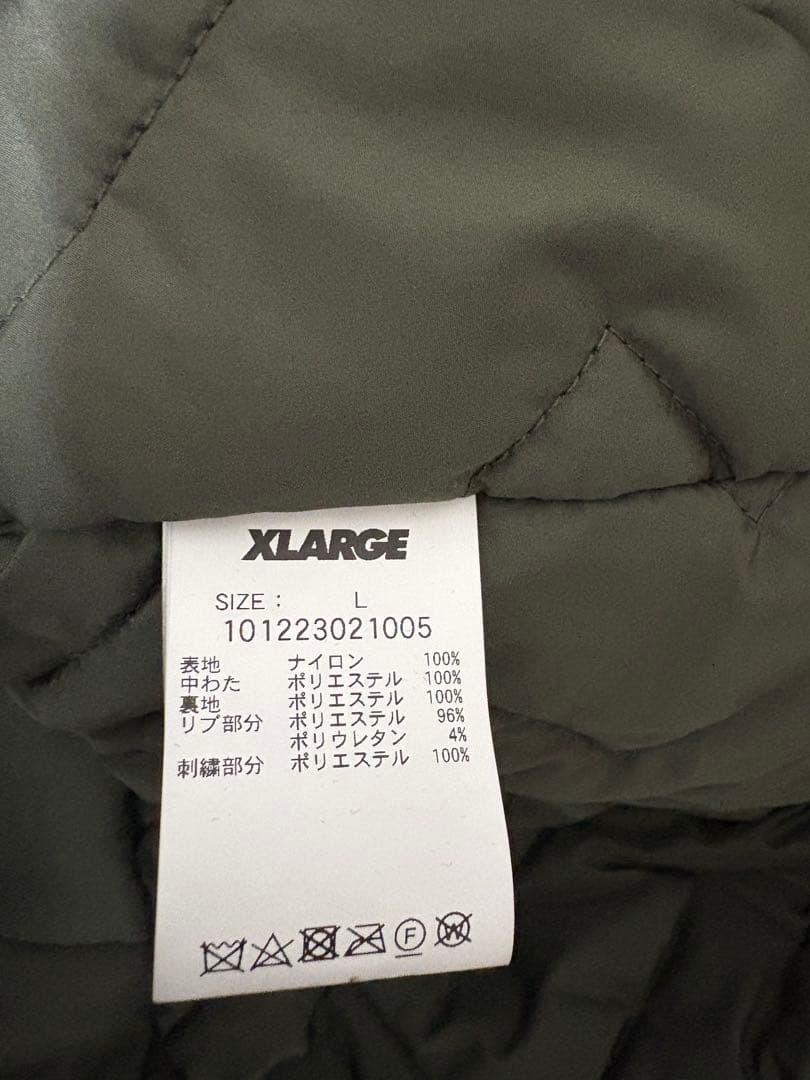 XLARGE
SIZE : L
101223021005
表地 ナイロン 100%
中わた ポリエステル 100%
裏地 ポリエステル 100%
リブ部分 ポリエステル 96%
ポリウレタン 4%
刺繍部分 ポリエステル 100%
F W